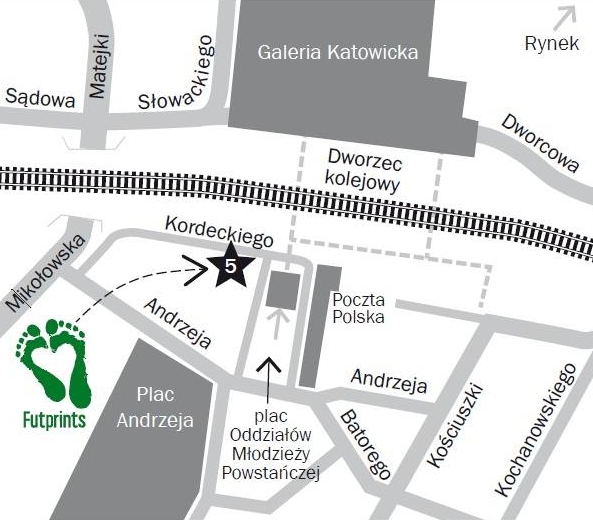 Galeria Katowicka
Rynek
Matejki
Słowackiego
Sądowa
Dworcowa
Dworzec
kolejowy
Kordeckiego
5
Mikołowska
Andrzeja
Poczta
Polska
Futprints
Plac
Andrzeja
plac
Oddziałów
Młodzieży
Powstańczej
Andrzeja
Batorego
Kościuszki
Kochanowskiego